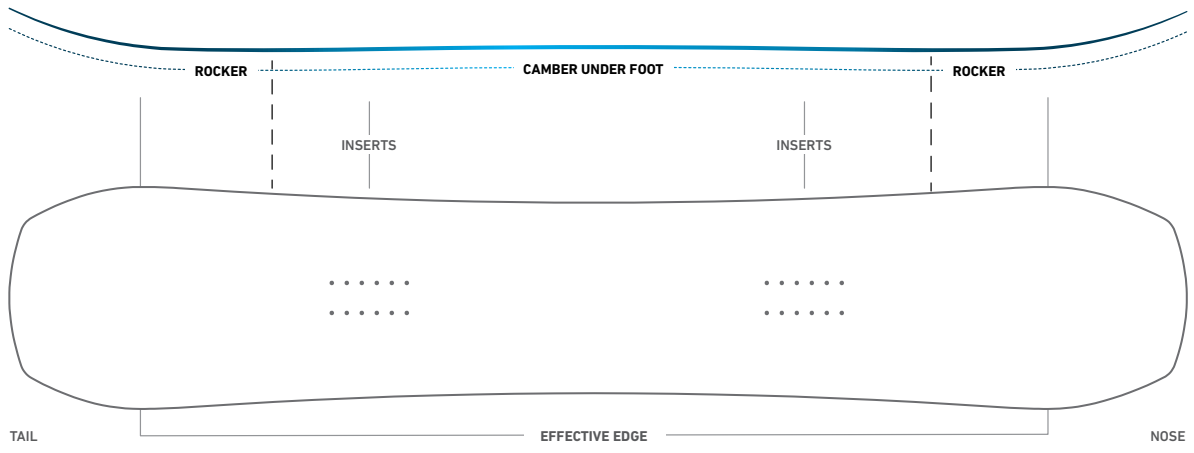 ROCKER
CAMBER UNDER FOOT
ROCKER
INSERTS
INSERTS
TAIL
EFFECTIVE EDGE
NOSE